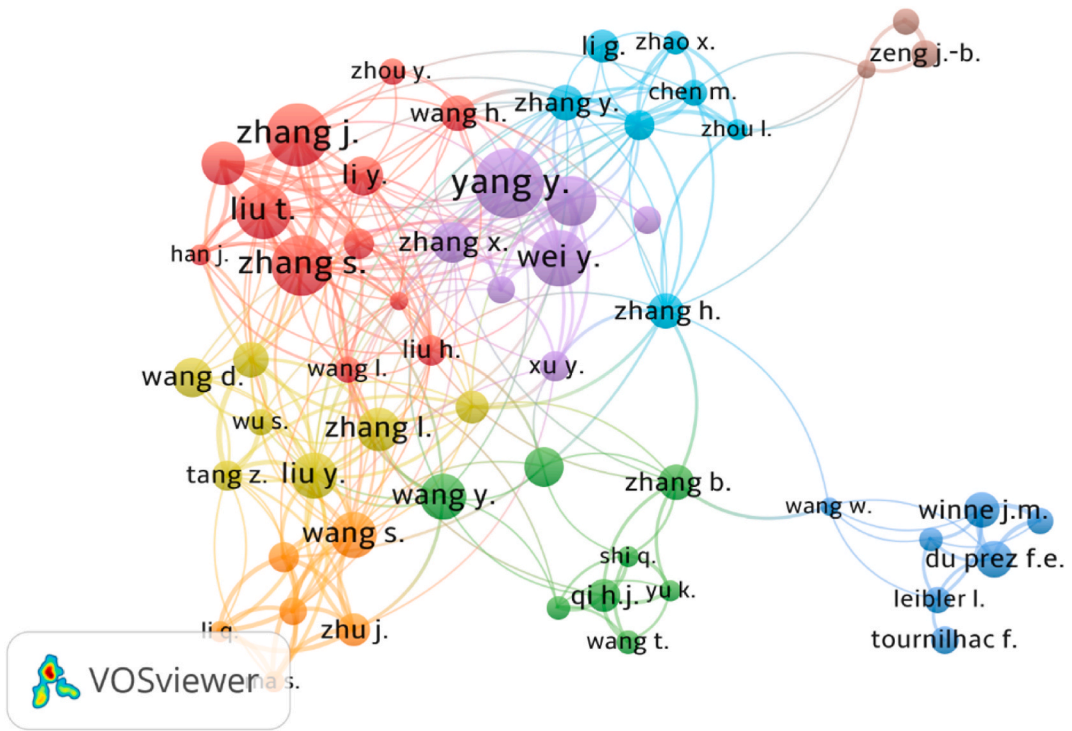 li g.
zhao x.
zeng j.-b.
zhou y.
chen m.
zhang y.
wang h.
zhou l.
zhang j.
li y.
yang y.
liu t.
zhang x.
han j.
zhang s.
wei y.
zhang h.
liu h.
xu y.
wang l.
wang d.
wu s.
zhang l.
tang z.
liu y.
zhang b.
wang y.
wang w.
winne j.m.
wang s.
shi q.
du prez f.e.
qi h.j.
yu k.
leibler l.
li q.
zhu j.
wang t.
tournilhac f.
VOSviewer
ma s.